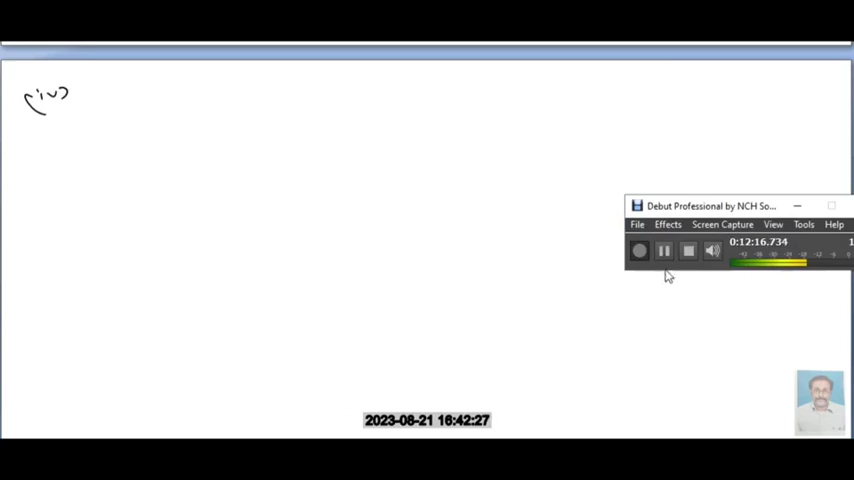 Debut Professional by NCH So...
File Effects Screen Capture View Tools Help
0:12:16.734
2023-08-21 16:42:27